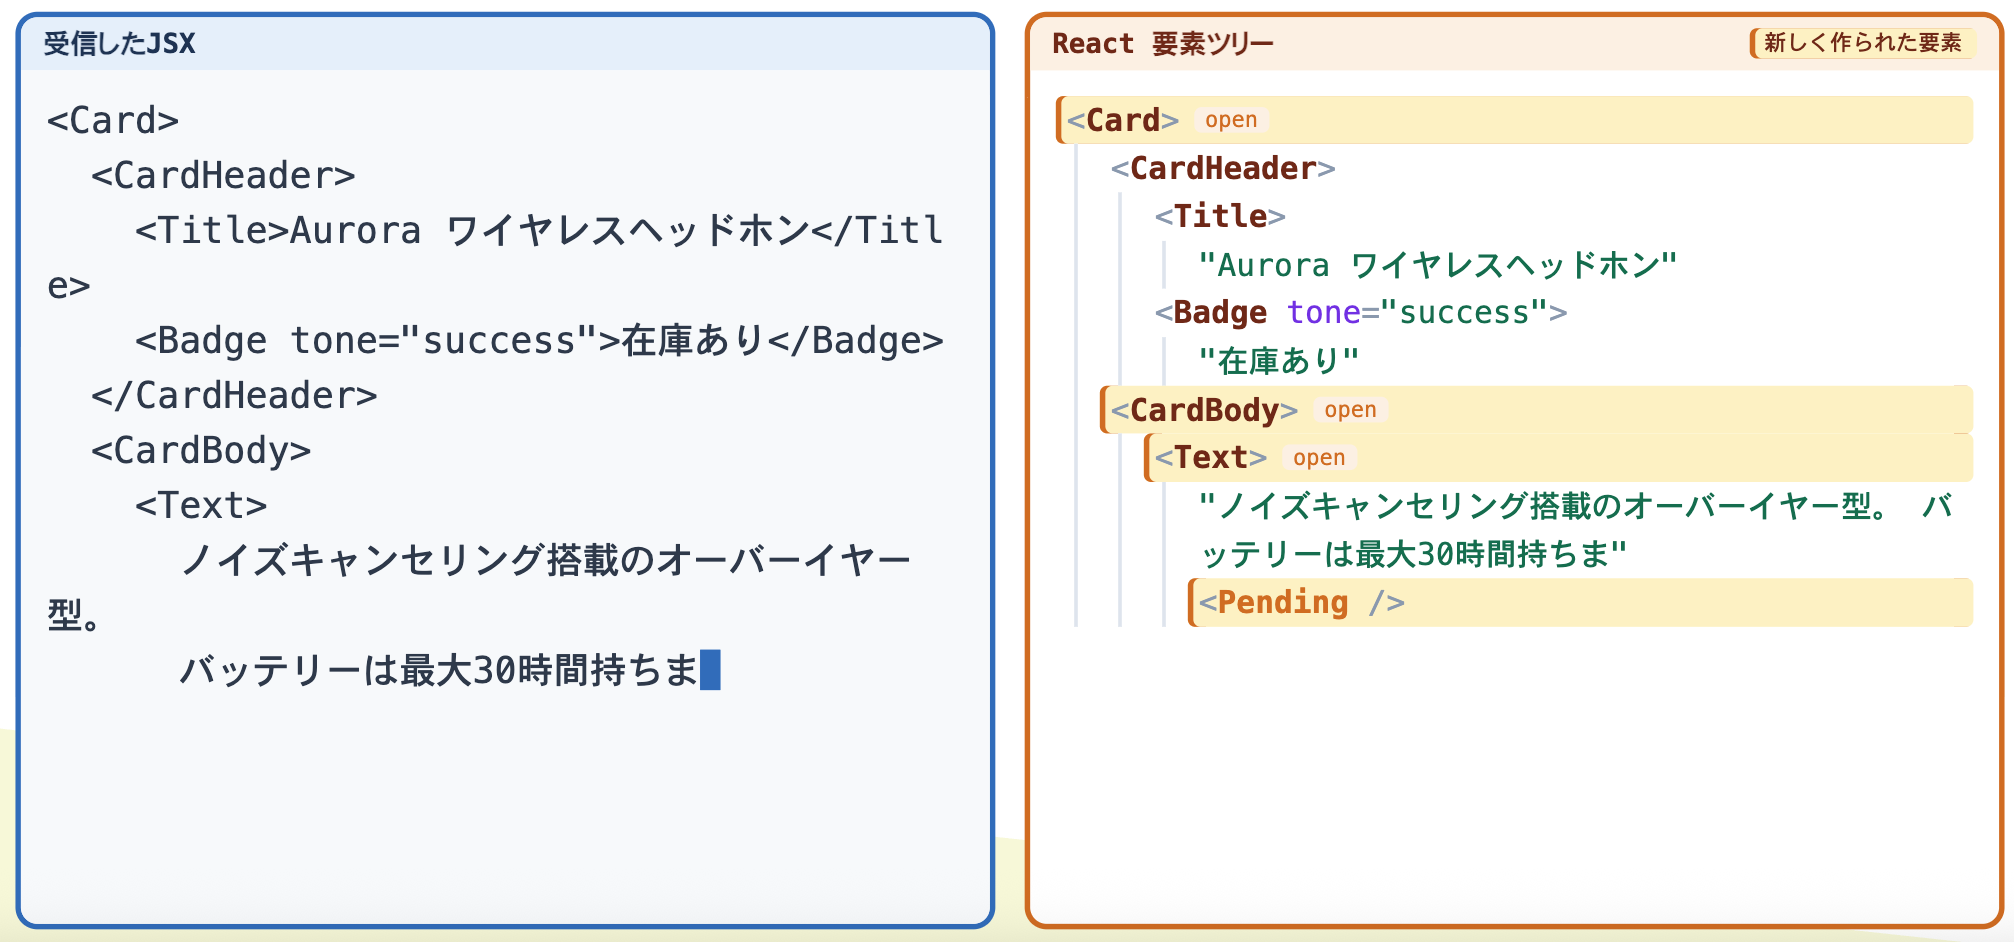 受信したJSX
<Card>
  <CardHeader>
    <Title>Aurora ワイヤレスヘッドホン</Titl
e>
    <Badge tone="success">在庫あり</Badge>
  </CardHeader>
  <CardBody>
    <Text>
      ノイズキャンセリング搭載のオーバーイヤー
型。
      バッテリーは最大30時間持ちま
React 要素ツリー
新しく作られた要素
<Card> open
  <CardHeader>
    <Title>
      "Aurora ワイヤレスヘッドホン"
    <Badge tone="success">
      "在庫あり"
  <CardBody> open
    <Text> open
      "ノイズキャンセリング搭載のオーバーイヤー型。 バ
      ッテリーは最大30時間持ちま"
      <Pending />